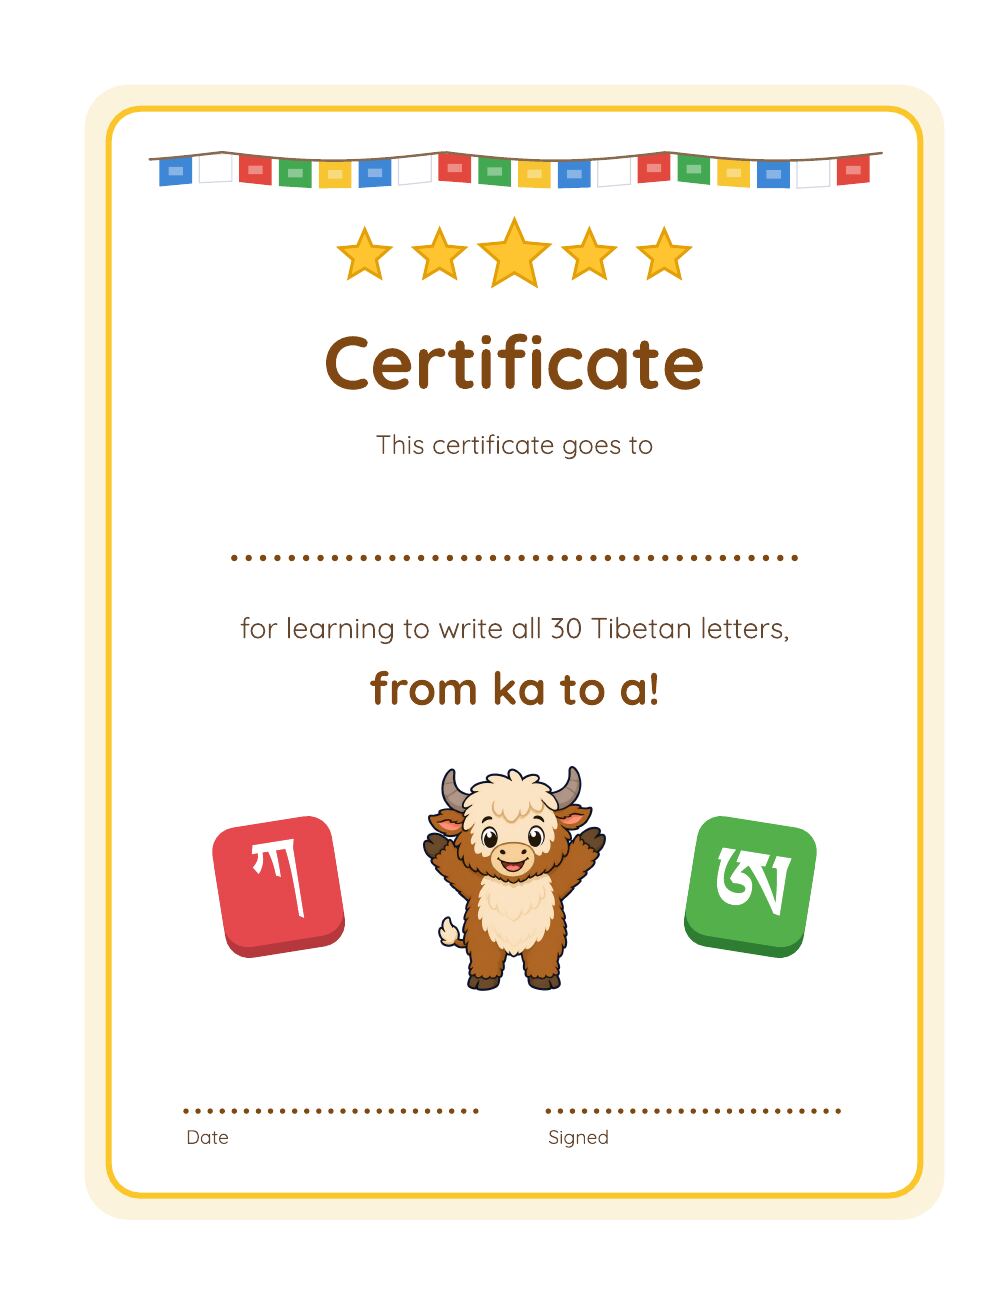 Certificate
This certificate goes to
for learning to write all 30 Tibetan letters,
from ka to a!
ཀ
ཨ
Date
Signed